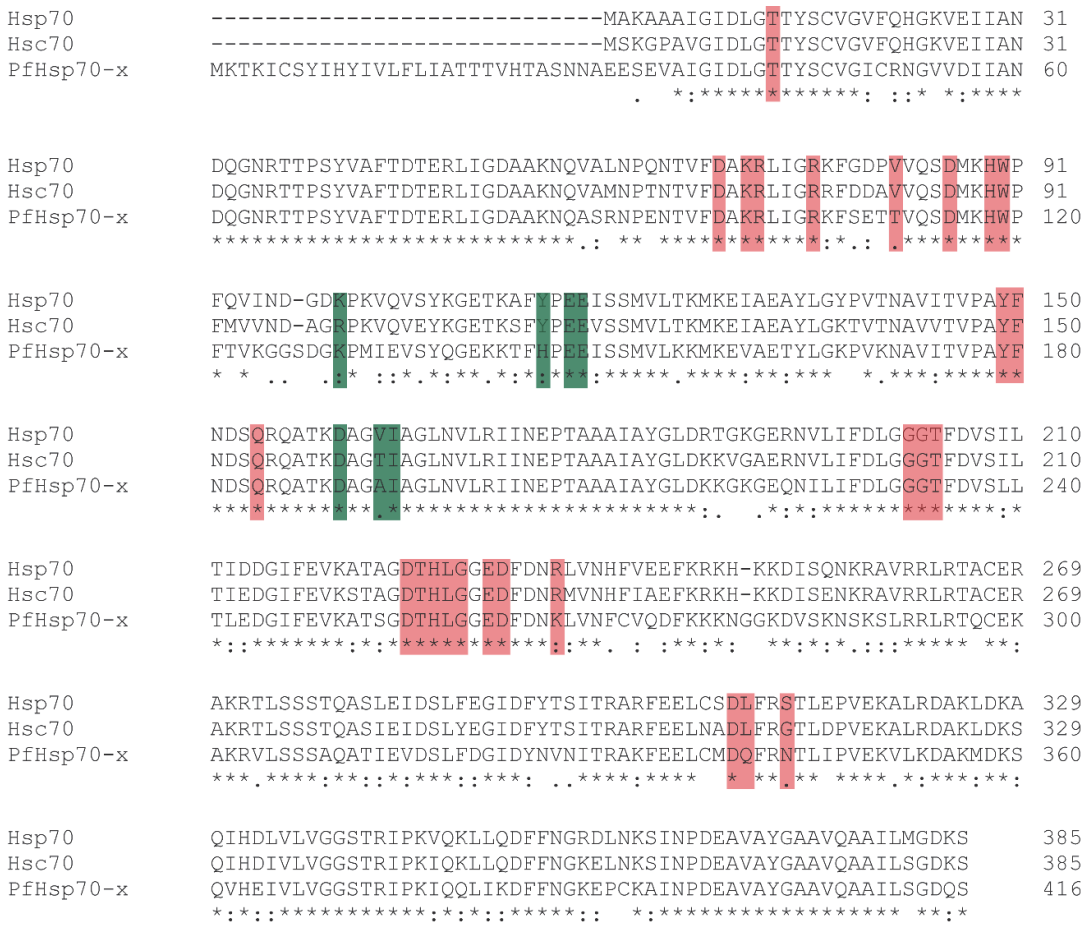 Hsp70 --------------------------------MAKAAAIGIDLGTTYSCVGVFQHGKVEIIAN 31
Hsc70 --------------------------------MSKGPAVGIDLGTTYSCVGVFQHGKVEIIAN 31
PfHsp70-x MKTKICSYIHYIVLFLIATTTVHTASNNAEESEVAIGIDLGTTYSCVGICRNGVVDIIAN 60
. *:*************: ::* *:****
Hsp70 DQGNRTTPSYVAFTDTERLIGDAAKNQVALNPQNTVFDAKRLIGRKFGDPVVQSDMKHWP 91
Hsc70 DQGNRTTPSYVAFTDTERLIGDAAKNQVAMNPTNTVFDAKRLIGRRFDDAVVQSDMKHWP 91
PfHsp70-x DQGNRTTPSYVAFTDTERLIGDAAKNQASRNPENTVFDAKRLIGRKFSETTVQSDMKHWP 120
***************************.: ** ************:*.. .*********
Hsp70 FQVIND-GDKPKVQVSYKGETKAFYPEEISSMVLTKMKEIAEAYLGYPVTNAVITVPAYF 150
Hsc70 FMVVND-AGRPKVQVEYKGETKSFYPEEVSSMVLTKMKEIAEAYLGKTVTNAVVTVPAYF 150
PfHsp70-x FTVKGGSDGKPMIEVSYQGEKKTFHPEEISSMVLKKMKEVAETYLGKPVKNAVITVPAYF 180
* * .. .:* ::*.*:**.*:*:***:*****.****:**:*** .*.***:******
Hsp70 NDSQRQATKDAGVIAGLNVLRIINEPTAAAIAYGLDRTGKGERNVLIFDLGGGTFDVSIL 210
Hsc70 NDSQRQATKDAGTIAGLNVLRIINEPTAAAIAYGLDKKVGAERNVLIFDLGGGTFDVSIL 210
PfHsp70-x NDSQRQATKDAGAIAGLNVLRIINEPTAAAIAYGLDKKGKGEQNILIFDLGGGTFDVSLL 240
************.***********************:. .*:*:*************:*
Hsp70 TIDDGIFEVKATAGDTHLGGEDFDNRLVNHFVEEFKRKH-KKDISQNKRAVRRLRTACER 269
Hsc70 TIEDGIFEVKSTAGDTHLGGEDFDNRMVNHFIAEFKRKH-KKDISENKRAVRRLRTACER 269
PfHsp70-x TLEDGIFEVKATSGDTHLGGEDFDNKLVNFCVQDFKKKNGGKDVSKNSKSLRRLRTQCEK 300
*::*******:*:************::**. : :**:*: **:*:*.:::***** **:
Hsp70 AKRTLSSSTQASLEIDSLFEGIDFYTSITRARFEELCSDLFRSTLEPVEKALRDAKLDKA 329
Hsc70 AKRTLSSSTQASIEIDSLYEGIDFYTSITRARFEELNADLFRGTLDPVEKALRDAKLDKS 329
PfHsp70-x AKRVLSSSAQATIEVDSLFDGIDYNVNITRAKFEELCMDQFRNTLIPVEKVLKDAKMDKS 360
***.****:**::*:***::***: ..****:**** * **.** ****.*:***:**:
Hsp70 QIHDLVLVGGSTRIPKVQKLLQDFFNGRDLNKSINPDEAVAYGAAVQAAILMGDKS 385
Hsc70 QIHDIVLVGGSTRIPKIQKLLQDFFNGKELNKSINPDEAVAYGAAVQAAILSGDKS 385
PfHsp70-x QVHEIVLVGGSTRIPKIQQLIKDFFNGKEPCKAINPDEAVAYGAAVQAAILSGDQS 416
*:*::***********:*:*::*****:: *:****************** **:*